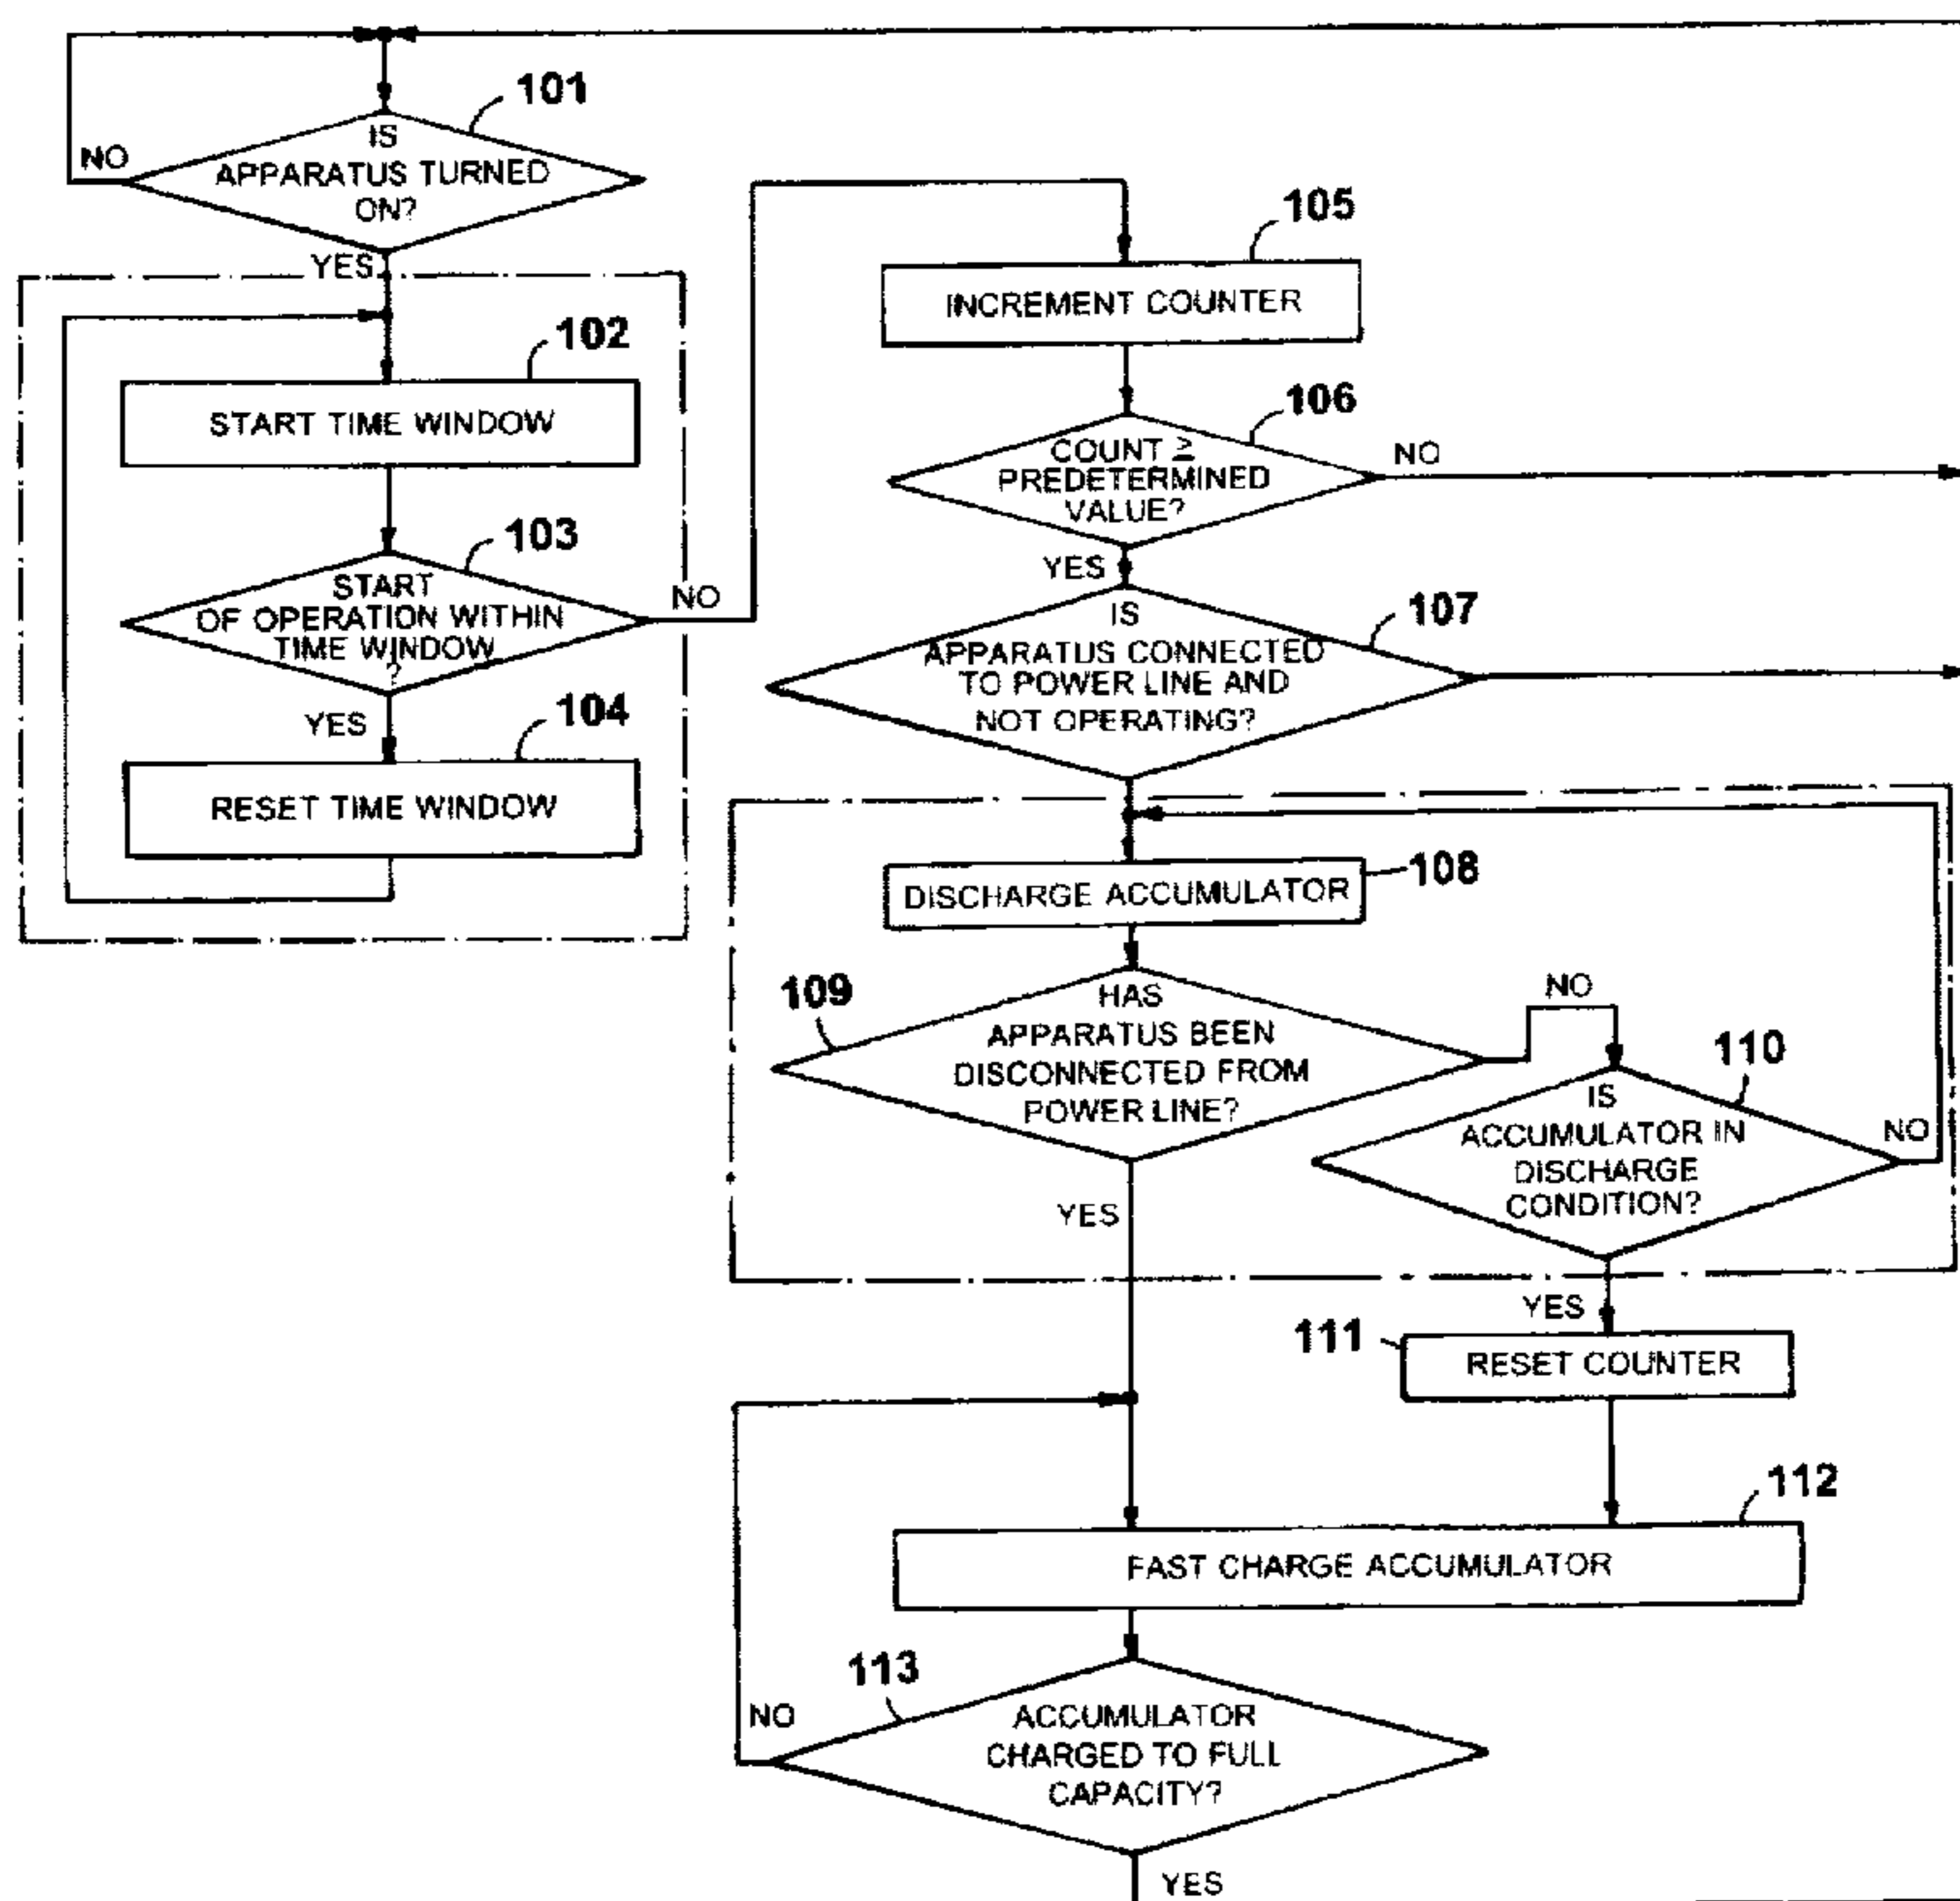 101
IS
APPARATUS TURNED
ON?
NO
YES
102
START TIME WINDOW
103
START
OF OPERATION WITHIN
TIME WINDOW
?
NO
YES
104
RESET TIME WINDOW
105
INCREMENT COUNTER
106
COUNT ≥
PREDETERMINED
VALUE?
NO
YES
107
IS
APPARATUS CONNECTED
TO POWER LINE AND
NOT OPERATING?
108
DISCHARGE ACCUMULATOR
109
HAS
APPARATUS BEEN
DISCONNECTED FROM
POWER LINE?
NO
YES
110
IS
ACCUMULATOR IN
DISCHARGE
CONDITION?
NO
YES
111
RESET COUNTER
112
FAST CHARGE ACCUMULATOR
113
ACCUMULATOR
CHARGED TO FULL
CAPACITY?
NO
YES